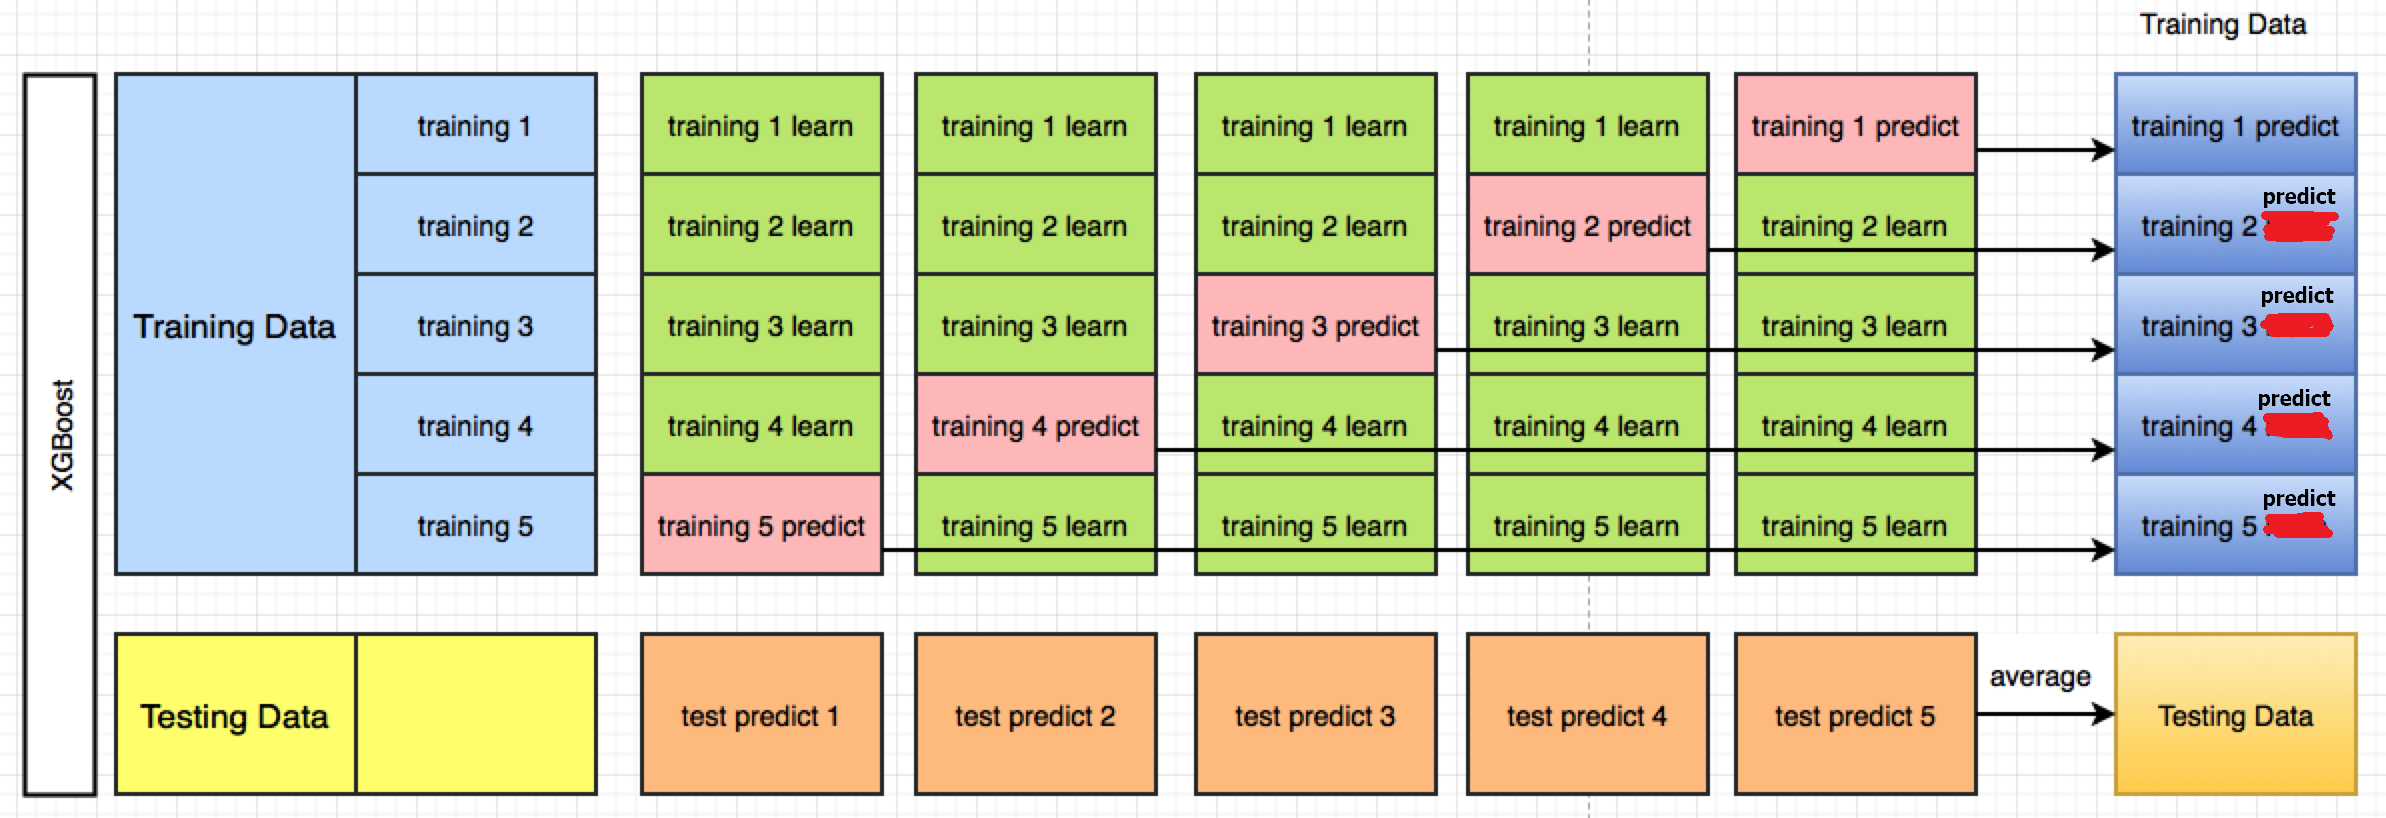 Training Data
XGBoost
Training Data
training 1
training 2
training 3
training 4
training 5
training 1 learn
training 2 learn
training 3 learn
training 4 learn
training 5 predict
training 1 learn
training 2 learn
training 3 learn
training 4 predict
training 5 learn
training 1 learn
training 2 learn
training 3 predict
training 4 learn
training 5 learn
training 1 learn
training 2 predict
training 3 learn
training 4 learn
training 5 learn
training 1 predict
training 2 learn
training 3 learn
training 4 learn
training 5 learn
training 1 predict
predict
training 2
predict
training 3
predict
training 4
predict
training 5
Testing Data
test predict 1
test predict 2
test predict 3
test predict 4
test predict 5
average
Testing Data